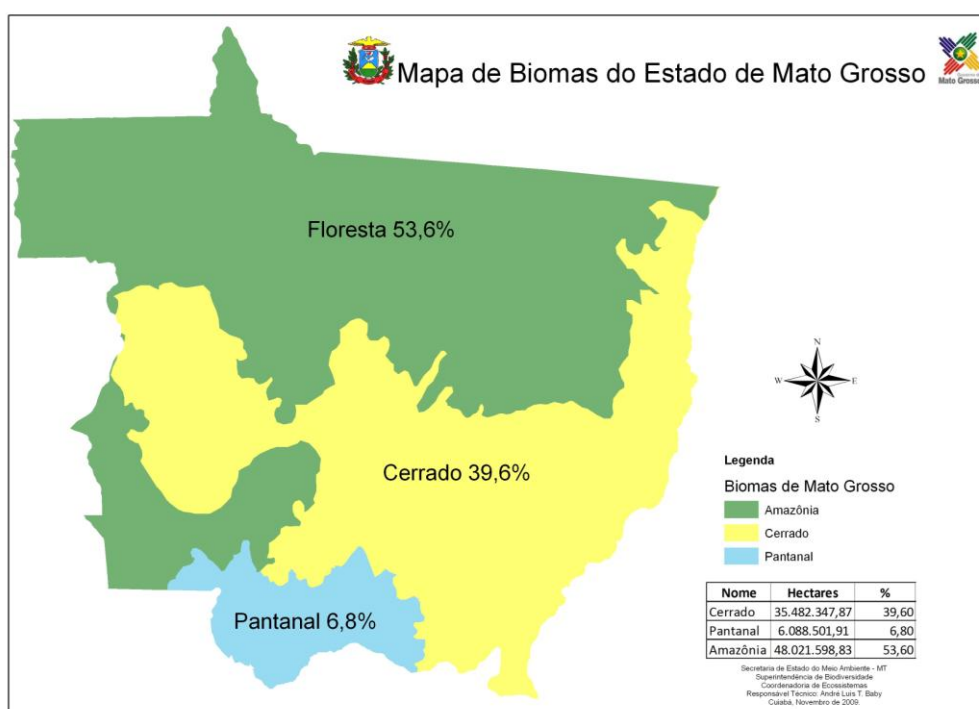 Mapa de Biomas do Estado de Mato Grosso
Mato Grosso
Floresta 53,6%
Cerrado 39,6%
Pantanal 6,8%
N
W E
S
Legenda
Biomas de Mato Grosso
Amazônia
Cerrado
Pantanal
Nome Hectares %
Cerrado 35.482.347,87 39,60
Pantanal 6.088.501,91 6,80
Amazônia 48.021.598,83 53,60
Secretaria de Estado do Meio Ambiente - MT
Superintendência de Biodiversidade
Coordenadoria de Ecossistemas
Responsável Técnico: André Luis T. Baby
Cuiabá, Novembro de 2009.